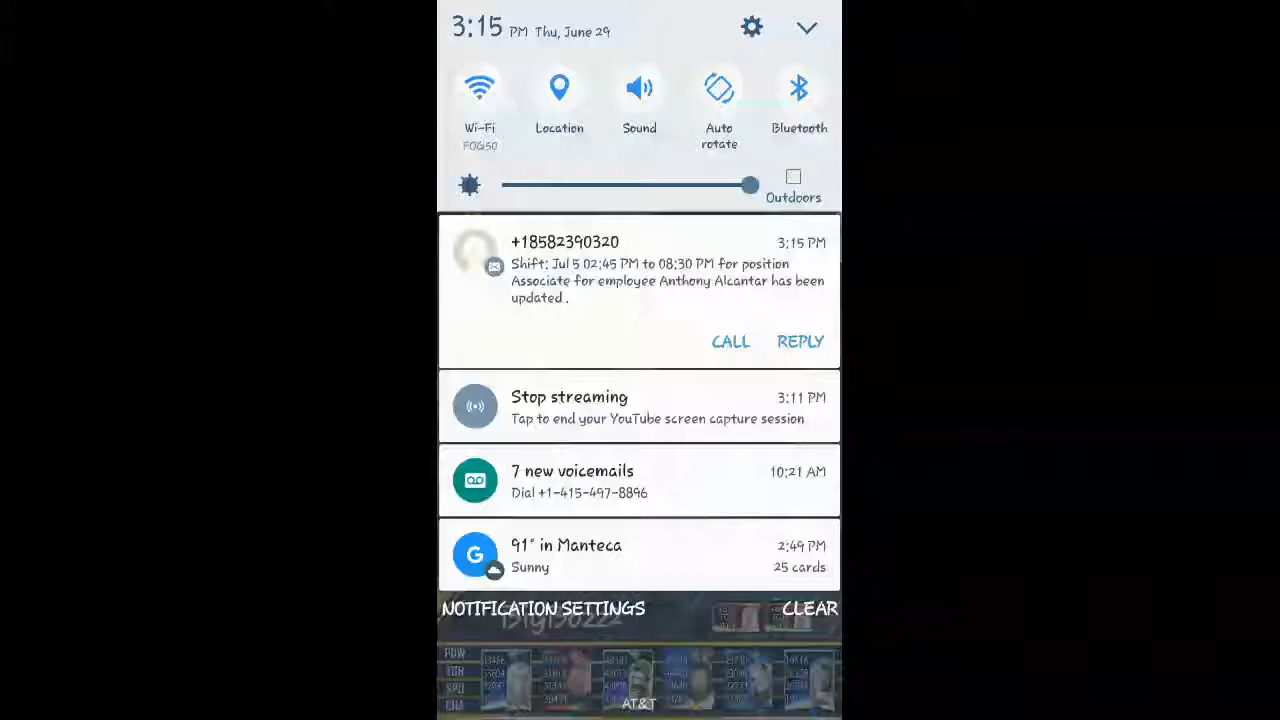 3:15 PM Thu, June 29
Wi-Fi
FOG50
Location
Sound
Auto
rotate
Bluetooth
Outdoors
+18582390320 3:15 PM
Shift: Jul 5 02:45 PM to 08:30 PM for position
Associate for employee Anthony Alcantar has been
updated .
CALL REPLY
Stop streaming 3:11 PM
Tap to end your YouTube screen capture session
7 new voicemails 10:21 AM
Dial +1-415-497-8896
91° in Manteca 2:49 PM
Sunny 25 cards
NOTIFICATION SETTINGS CLEAR
POW
SPD
CHA
AT&T